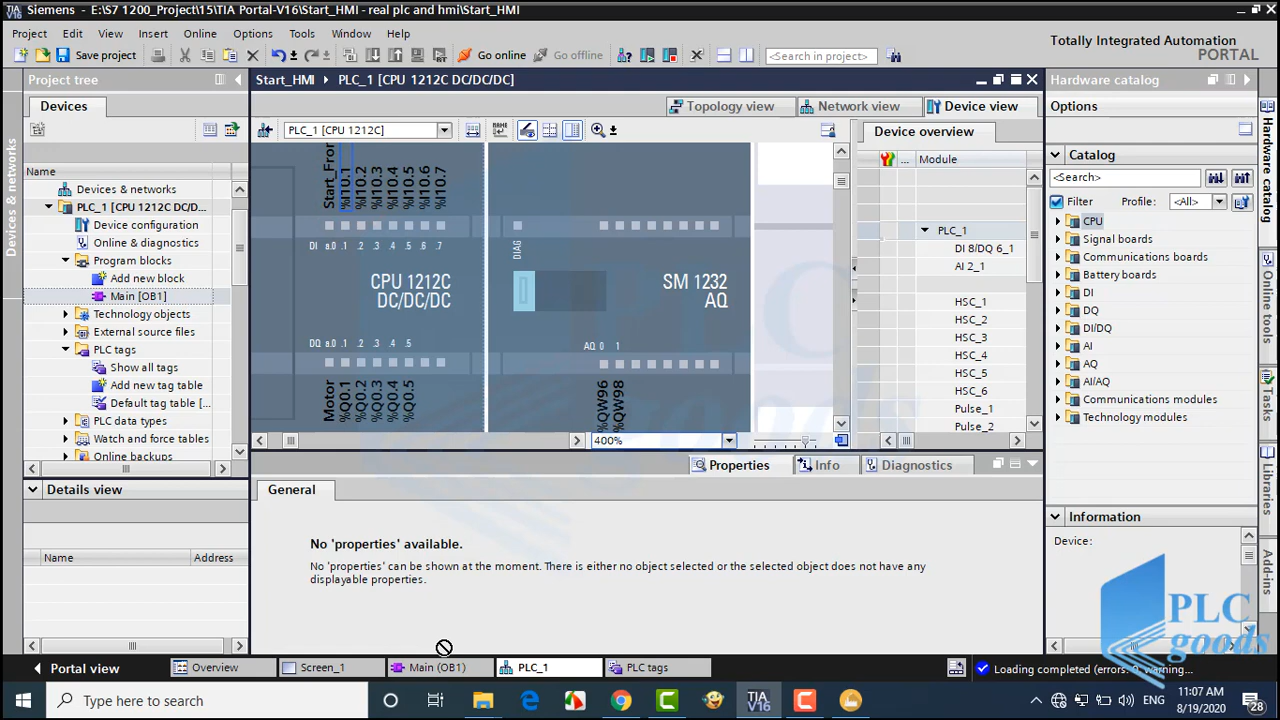 Siemens - E:\S7 1200_Project\15\TIA Portal-V16\Start_HMI - real plc and hmi\Start_HMI
Project Edit View Insert Online Options Tools Window Help
Totally Integrated Automation
PORTAL
Save project
Go online
Go offline
<Search in project>
Project tree
Start_HMI PLC_1 [CPU 1212C DC/DC/DC]
Hardware catalog
Devices
Topology view
Network view
Device view
Options
PLC_1 [CPU 1212C]
Device overview
Name
Devices & networks
PLC_1 [CPU 1212C DC/D...
Device configuration
Online & diagnostics
Program blocks
Add new block
Main [OB1]
Technology objects
External source files
PLC tags
Show all tags
Add new tag table
Default tag table [...
PLC data types
Watch and force tables
Online backups
%I0.1
%I0.2
%I0.3
%I0.4
%I0.5
%I0.6
%I0.7
DI a.0 .1 .2 .3 .4 .5 .6 .7
CPU 1212C
DC/DC/DC
DQ a.0 .1 .2 .3 .4 .5
Motor
%Q0.1
%Q0.2
%Q0.3
%Q0.4
%Q0.5
DIAG
SM 1232
AQ
AQ 0 1
%QW96
%QW98
400%
... Module
PLC_1
DI 8/DQ 6_1
AI 2_1
HSC_1
HSC_2
HSC_3
HSC_4
HSC_5
HSC_6
Pulse_1
Pulse_2
Catalog
<Search>
Filter Profile: <All>
CPU
Signal boards
Communications boards
Battery boards
DI
DQ
DI/DQ
AI
AQ
AI/AQ
Communications modules
Technology modules
Devices & networks
Hardware catalog
Online tools
Tasks
Libraries
Add-ins
Properties
Info
Diagnostics
Details view
General
Name Address
No 'properties' available.
No 'properties' can be shown at the moment. There is either no object selected or the selected object does not have any
displayable properties.
Information
Device:
PLC
goods
Portal view
Overview
Screen_1
Main (OB1)
PLC_1
PLC tags
Type here to search
TIA
V16
ENG
11:07 AM
8/19/2020
28